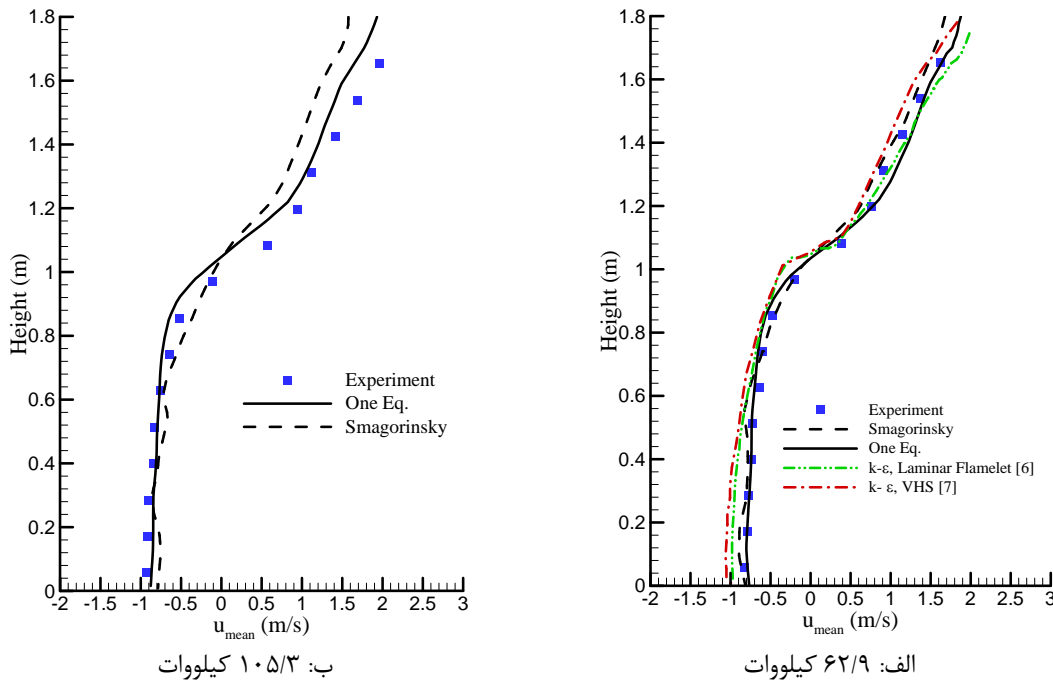 1.8
1.6
1.4
1.2
1
0.8
0.6
0.4
0.2
0
Height (m)
-2 -1.5 -1 -0.5 0 0.5 1 1.5 2 2.5 3
u_mean (m/s)
Experiment
One Eq.
Smagorinsky
ب: ۱۰۵/۳ کیلووات
1.8
1.6
1.4
1.2
1
0.8
0.6
0.4
0.2
0
Height (m)
-2 -1.5 -1 -0.5 0 0.5 1 1.5 2 2.5 3
u_mean (m/s)
Experiment
Smagorinsky
One Eq.
k-ε, Laminar Flamelet [6]
k- ε, VHS [7]
الف: ۶۲/۹ کیلووات